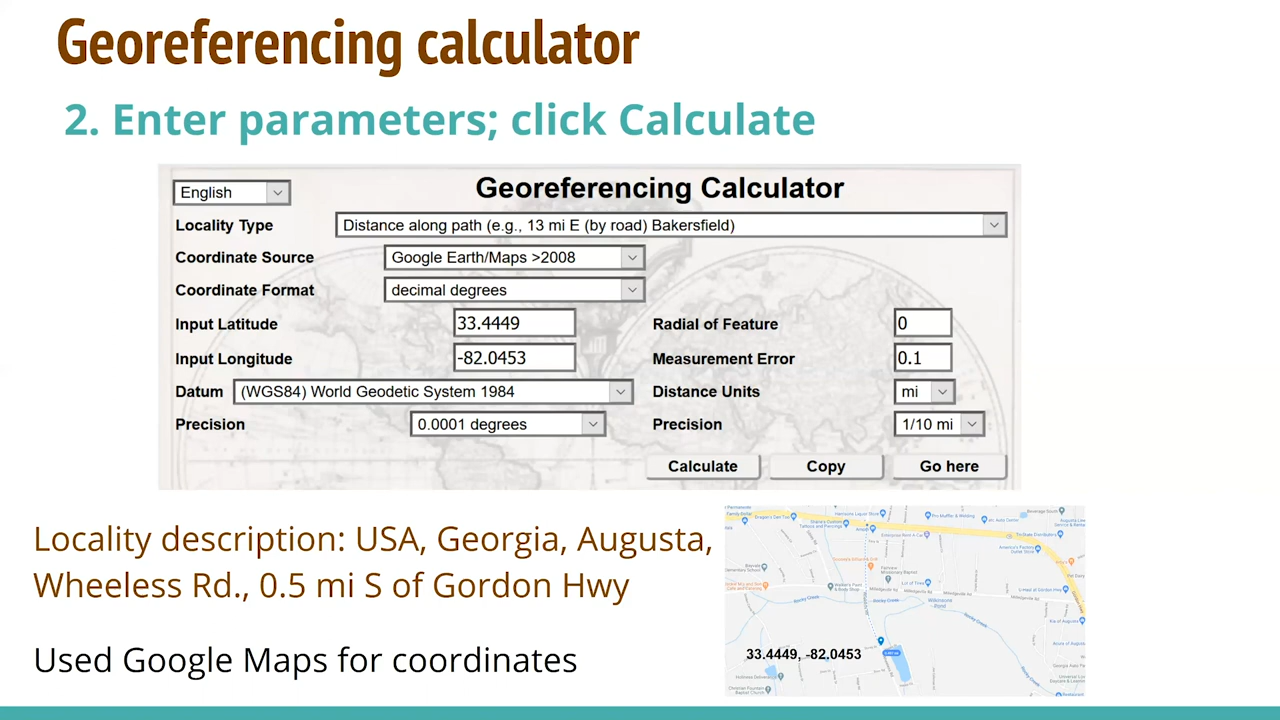 Georeferencing calculator
2. Enter parameters; click Calculate
English
Georeferencing Calculator
Locality Type
Distance along path (e.g., 13 mi E (by road) Bakersfield)
Coordinate Source
Google Earth/Maps >2008
Coordinate Format
decimal degrees
Input Latitude
33.4449
Radial of Feature
0
Input Longitude
-82.0453
Measurement Error
0.1
Datum
(WGS84) World Geodetic System 1984
Distance Units
mi
Precision
0.0001 degrees
Precision
1/10 mi
Calculate
Copy
Go here
Locality description: USA, Georgia, Augusta,
Wheeless Rd., 0.5 mi S of Gordon Hwy
Used Google Maps for coordinates
33.4449, -82.0453